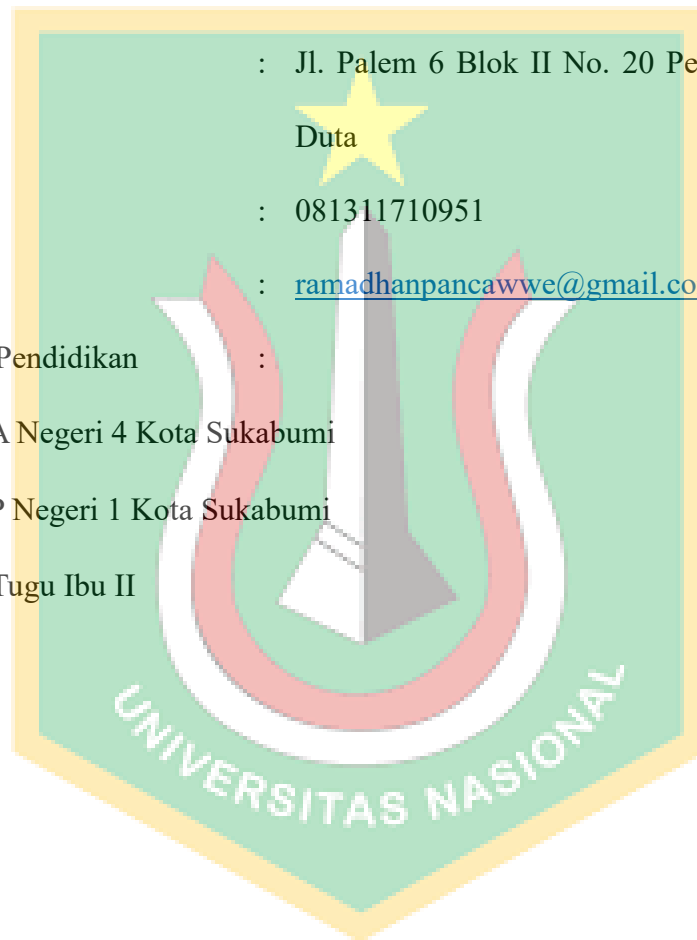 : Jl. Palem 6 Blok II No. 20 Pe
Duta
: 081311710951
: ramadhanpancawwe@gmail.co
Pendidikan :
A Negeri 4 Kota Sukabumi
P Negeri 1 Kota Sukabumi
Tugu Ibu II
UNIVERSITAS NASIONAL